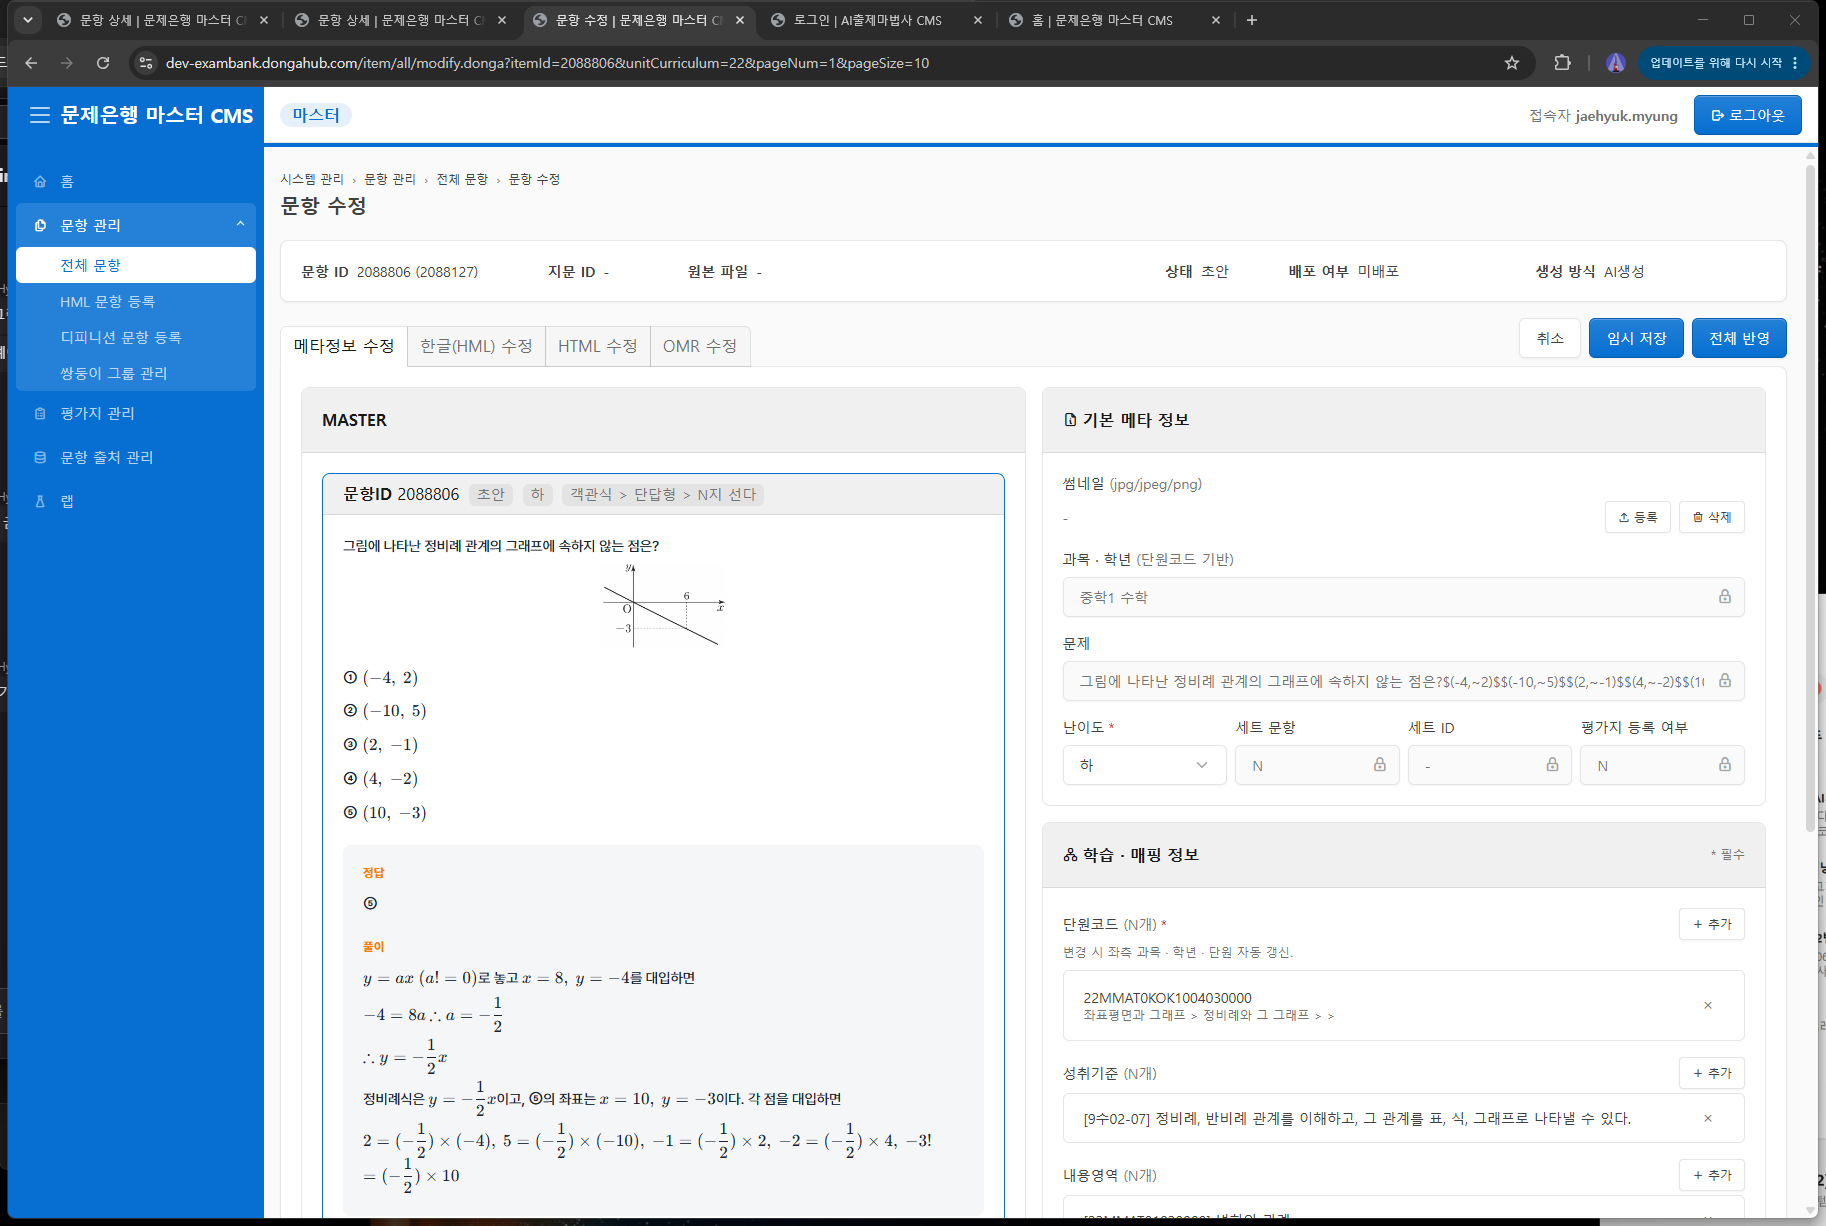 문항 상세 | 문제은행 마스터 C
문항 상세 | 문제은행 마스터 C
문항 수정 | 문제은행 마스터 C
로그인 | AI출제마법사 CMS
홈 | 문제은행 마스터 CMS
dev-exambank.dongahub.com/item/all/modify.donga?itemId=2088806&unitCurriculum=22&pageNum=1&pageSize=10
업데이트를 위해 다시 시작
문제은행 마스터 CMS
마스터
접속자 jaehyuk.myung
로그아웃
홈
문항 관리
전체 문항
HML 문항 등록
디피니션 문항 등록
쌍둥이 그룹 관리
평가지 관리
문항 출처 관리
랩
시스템 관리 › 문항 관리 › 전체 문항 › 문항 수정
문항 수정
문항 ID 2088806 (2088127)
지문 ID -
원본 파일 -
상태 초안
배포 여부 미배포
생성 방식 AI생성
메타정보 수정
한글(HML) 수정
HTML 수정
OMR 수정
취소
임시 저장
전체 반영
MASTER
문항ID 2088806 초안 하 객관식 > 단답형 > N지 선다
그림에 나타난 정비례 관계의 그래프에 속하지 않는 점은?
y
6
O
x
−3
① (−4, 2)
② (−10, 5)
③ (2, −1)
④ (4, −2)
⑤ (10, −3)
정답
⑤
풀이
y = ax (a! = 0)로 놓고 x = 8, y = −4를 대입하면
−4 = 8a ∴ a = −1/2
∴ y = −1/2x
정비례식은 y = −1/2x이고, ⑤의 좌표는 x = 10, y = −3이다. 각 점을 대입하면
2 = (−1/2) × (−4), 5 = (−1/2) × (−10), −1 = (−1/2) × 2, −2 = (−1/2) × 4, −3!
= (−1/2) × 10
기본 메타 정보
썸네일 (jpg/jpeg/png)
-
등록
삭제
과목 · 학년 (단원코드 기반)
중학1 수학
문제
그림에 나타난 정비례 관계의 그래프에 속하지 않는 점은?$(-4,~2)$$(-10,~5)$$(2,~-1)$$(4,~-2)$$(1(
난이도 *
세트 문항
세트 ID
평가지 등록 여부
하
N
-
N
학습 · 매핑 정보
* 필수
단원코드 (N개) *
+ 추가
변경 시 좌측 과목 · 학년 · 단원 자동 갱신.
22MMAT0KOK1004030000
좌표평면과 그래프 > 정비례와 그 그래프 > >
성취기준 (N개)
+ 추가
[9수02-07] 정비례, 반비례 관계를 이해하고, 그 관계를 표, 식, 그래프로 나타낼 수 있다.
내용영역 (N개)
+ 추가